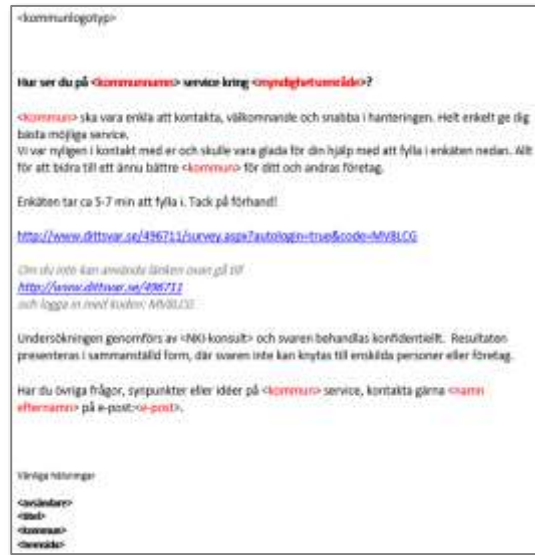 <kommunlogotyp>
Hur ser du på <kommunnamn> service kring <myndighetsområde>?
<kommun> ska vara enkla att kontakta, välkomnande och snabba i hanteringen. Helt enkelt ge dig
bästa möjliga service.
Vi var nyligen i kontakt med er och skulle vara glada för din hjälp med att fylla i enkäten nedan. Allt
för att bidra till ett ännu bättre <kommun> för ditt och andras företag.
Enkäten tar ca 5-7 min att fylla i. Tack på förhand!
http://www.dittsvar.se/496711/survey.aspx?autologin=true&code=MV8LCG
Om du inte kan använda länken ovan gå till
http://www.dittsvar.se/496711
och logga in med koden: MV8LCG
Undersökningen genomförs av <NKI-konsult> och svaren behandlas konfidentiellt. Resultaten
presenteras i sammanställd form, där svaren inte kan knytas till enskilda personer eller företag.
Har du övriga frågor, synpunkter eller idéer på <kommun> service, kontakta gärna <namn
efternamn> på e-post:<e-post>.
Vänliga hälsningar
<avsändare>
<titel>
<kommun>
<hemsida>